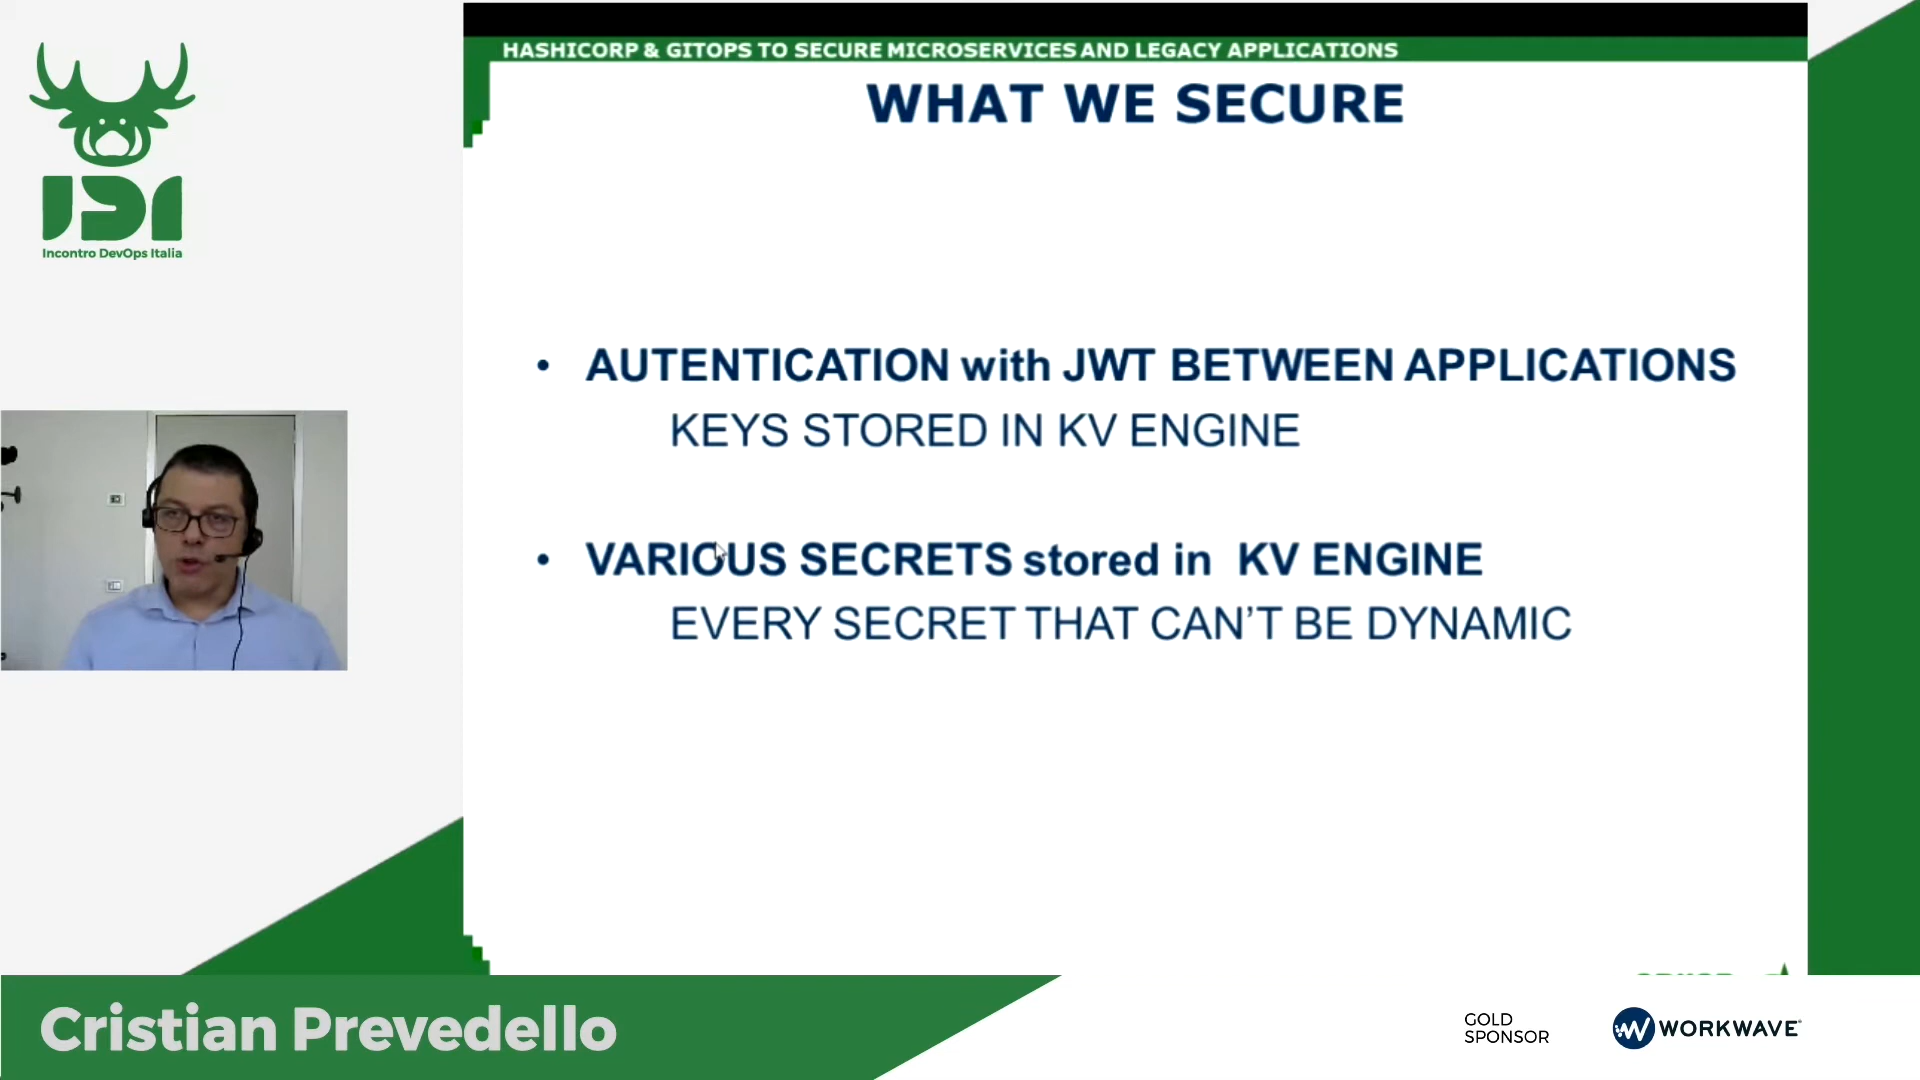 HASHICORP & GITOPS TO SECURE MICROSERVICES AND LEGACY APPLICATIONS
WHAT WE SECURE
IDI
Incontro DevOps Italia
• AUTENTICATION with JWT BETWEEN APPLICATIONS
KEYS STORED IN KV ENGINE
• VARIOUS SECRETS stored in KV ENGINE
EVERY SECRET THAT CAN'T BE DYNAMIC
Cristian Prevedello
GOLD
SPONSOR
WORKWAVE